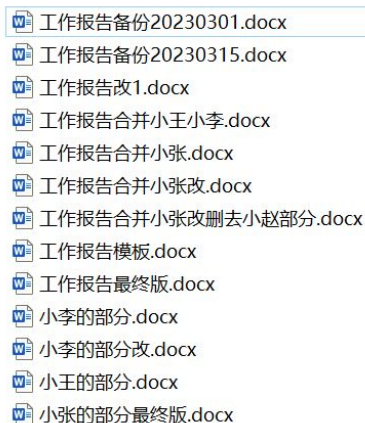 工作报告备份20230301.docx
工作报告备份20230315.docx
工作报告改1.docx
工作报告合并小王小李.docx
工作报告合并小张.docx
工作报告合并小张改.docx
工作报告合并小张改删去小赵部分.docx
工作报告模板.docx
工作报告最终版.docx
小李的部分.docx
小李的部分改.docx
小王的部分.docx
小张的部分最终版.docx